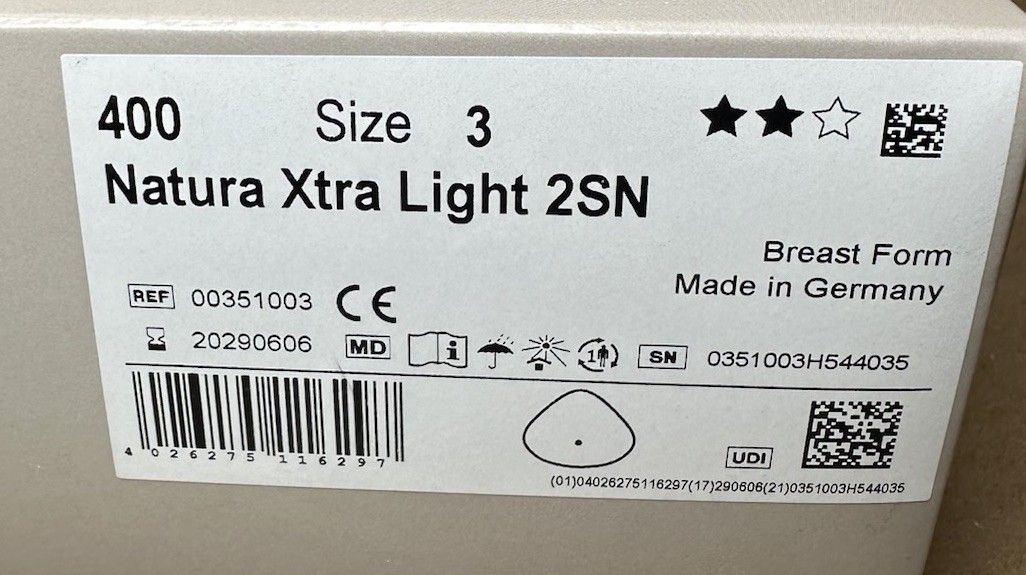 400 Size 3
Natura Xtra Light 2SN
Breast Form
Made in Germany
REF 00351003 CE
20290606 MD i 1 SN 0351003H544035
4 026275 116297
UDI
(01)04026275116297(17)290606(21)0351003H544035